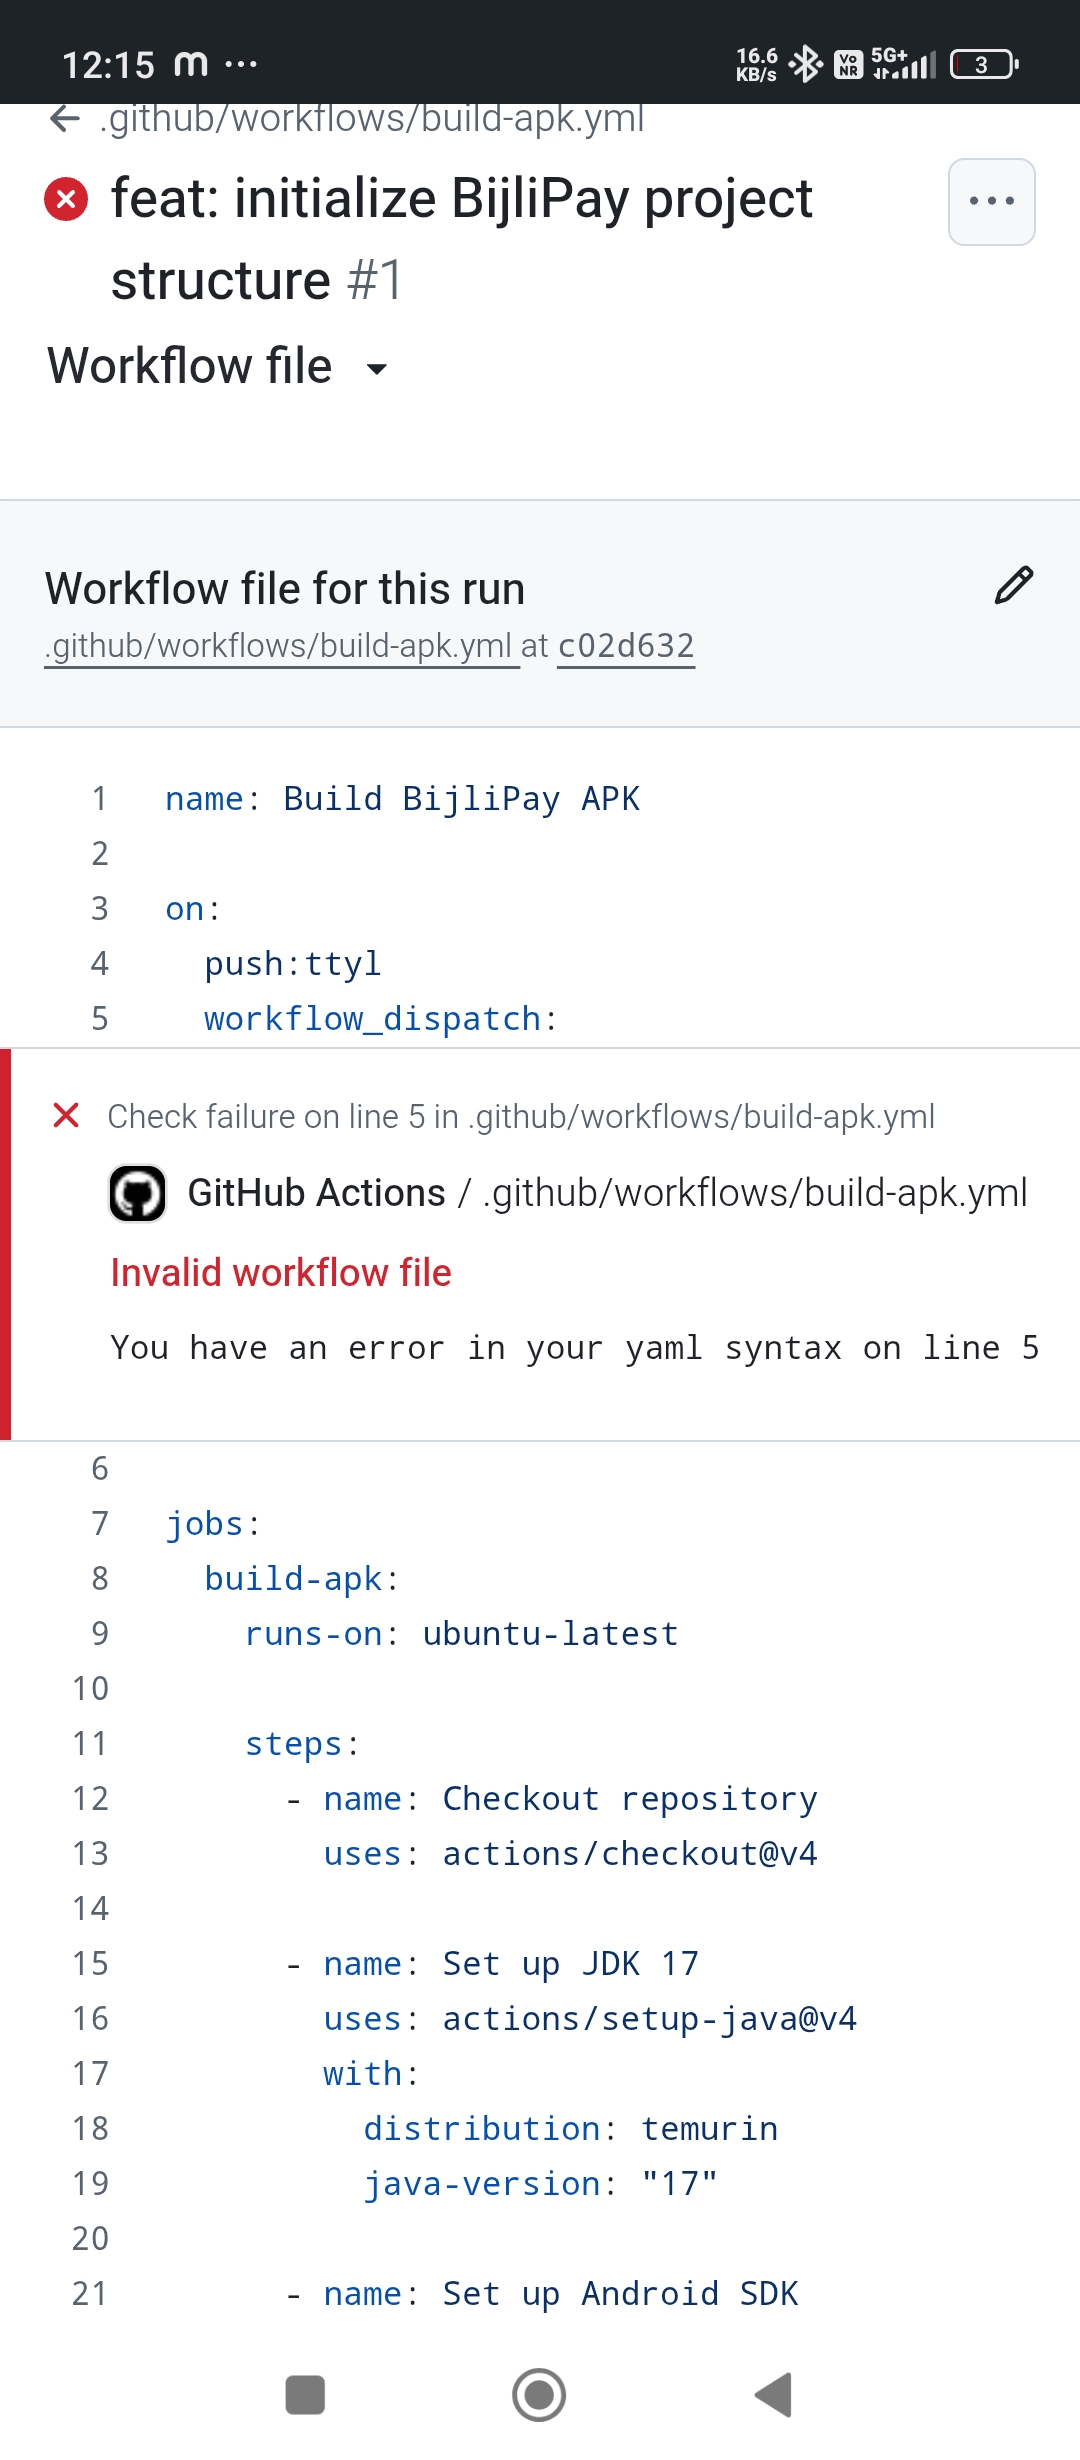 12:15 m ... 16.6 KB/s Vo NR 5G+ 3
.github/workflows/build-apk.yml
feat: initialize BijliPay project
structure #1
Workflow file
Workflow file for this run
.github/workflows/build-apk.yml at c02d632
1 name: Build BijliPay APK
2
3 on:
4 push:ttyl
5 workflow_dispatch:
Check failure on line 5 in .github/workflows/build-apk.yml
GitHub Actions / .github/workflows/build-apk.yml
Invalid workflow file
You have an error in your yaml syntax on line 5
6
7 jobs:
8 build-apk:
9 runs-on: ubuntu-latest
10
11 steps:
12 - name: Checkout repository
13 uses: actions/checkout@v4
14
15 - name: Set up JDK 17
16 uses: actions/setup-java@v4
17 with:
18 distribution: temurin
19 java-version: "17"
20
21 - name: Set up Android SDK